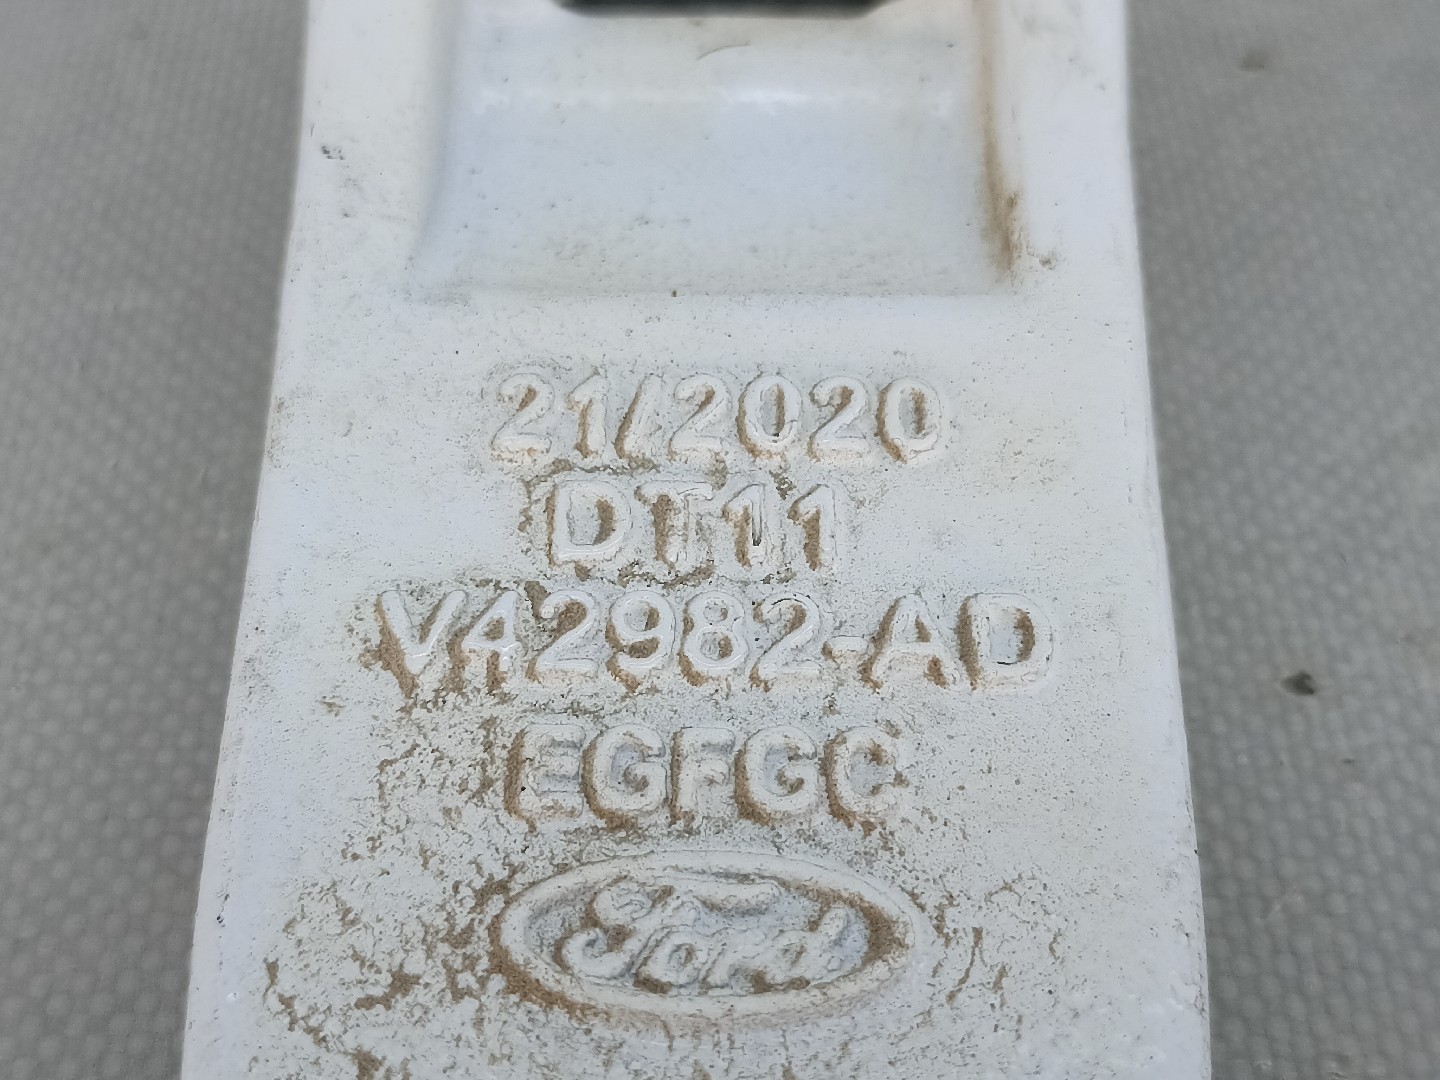 21/2020
DT11
V42982-AD
EGFGC
Ford